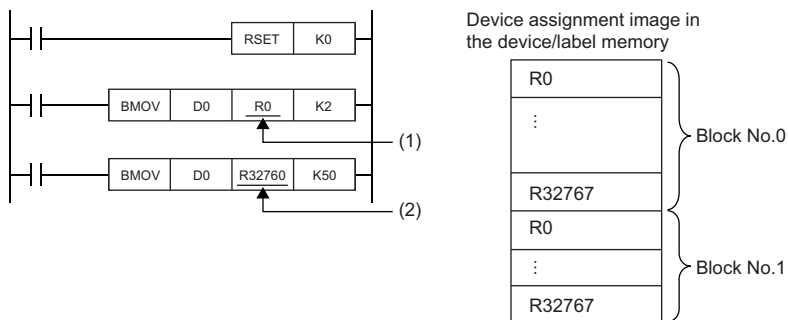 RSET K0
BMOV D0 R0 K2
(1)
BMOV D0 R32760 K50
(2)
Device assignment image in
the device/label memory
R0
⋮
R32767
Block No.0
R0
⋮
R32767
Block No.1